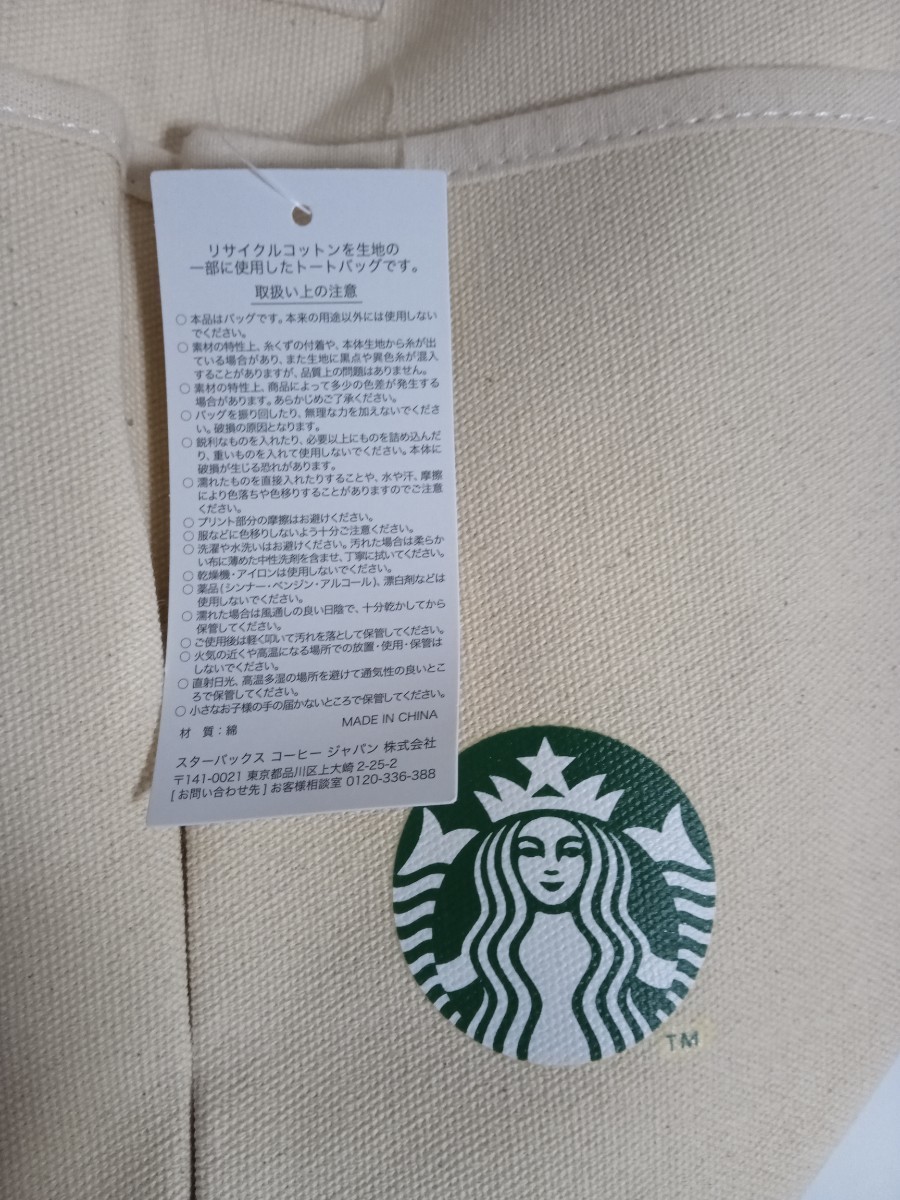 リサイクルコットンを生地の
一部に使用したトートバッグです。
取扱い上の注意
○ 本品はバッグです。本来の用途以外には使用しない
でください。
○ 素材の特性上、糸くずの付着や、本体生地から糸が出
ている場合があり、また生地に黒点や異色糸が混入
することがありますが、品質上の問題はありません。
○ 素材の特性上、商品によって多少の色差が発生する
場合があります。あらかじめご了承ください。
○ バッグを振り回したり、無理な力を加えないでくださ
い。破損の原因となります。
○ 鋭利なものを入れたり、必要以上にものを詰め込んだ
り、重いものを入れて使用しないでください。本体に
破損が生じる恐れがあります。
○ 濡れたものを直接入れたりすることや、水や汗、摩擦
により色落ちや色移りすることがありますのでご注意
ください。
○ プリント部分の摩擦はお避けください。
○ 服などに色移りしないよう十分ご注意ください。
○ 洗濯や水洗いはお避けください。汚れた場合は柔らか
い布に薄めた中性洗剤を含ませ、丁寧に拭いてください。
○ 乾燥機・アイロンは使用しないでください。
○ 薬品(シンナー・ベンジン・アルコール)、漂白剤などは
使用しないでください。
○ 濡れた場合は風通しの良い日陰で、十分乾かしてから
保管してください。
○ ご使用後は軽く叩いて汚れを落として保管してください。
○ 火気の近くや高温になる場所での放置・使用・保管は
しないでください。
○ 直射日光、高温多湿の場所を避けて通気性の良いとこ
ろで保管してください。
○ 小さなお子様の手の届かないところで保管してください。
材 質：綿 MADE IN CHINA
スターバックス コーヒー ジャパン 株式会社
〒141-0021 東京都品川区上大崎 2-25-2
[ お問い合わせ先 ] お客様相談室 0120-336-388
TM